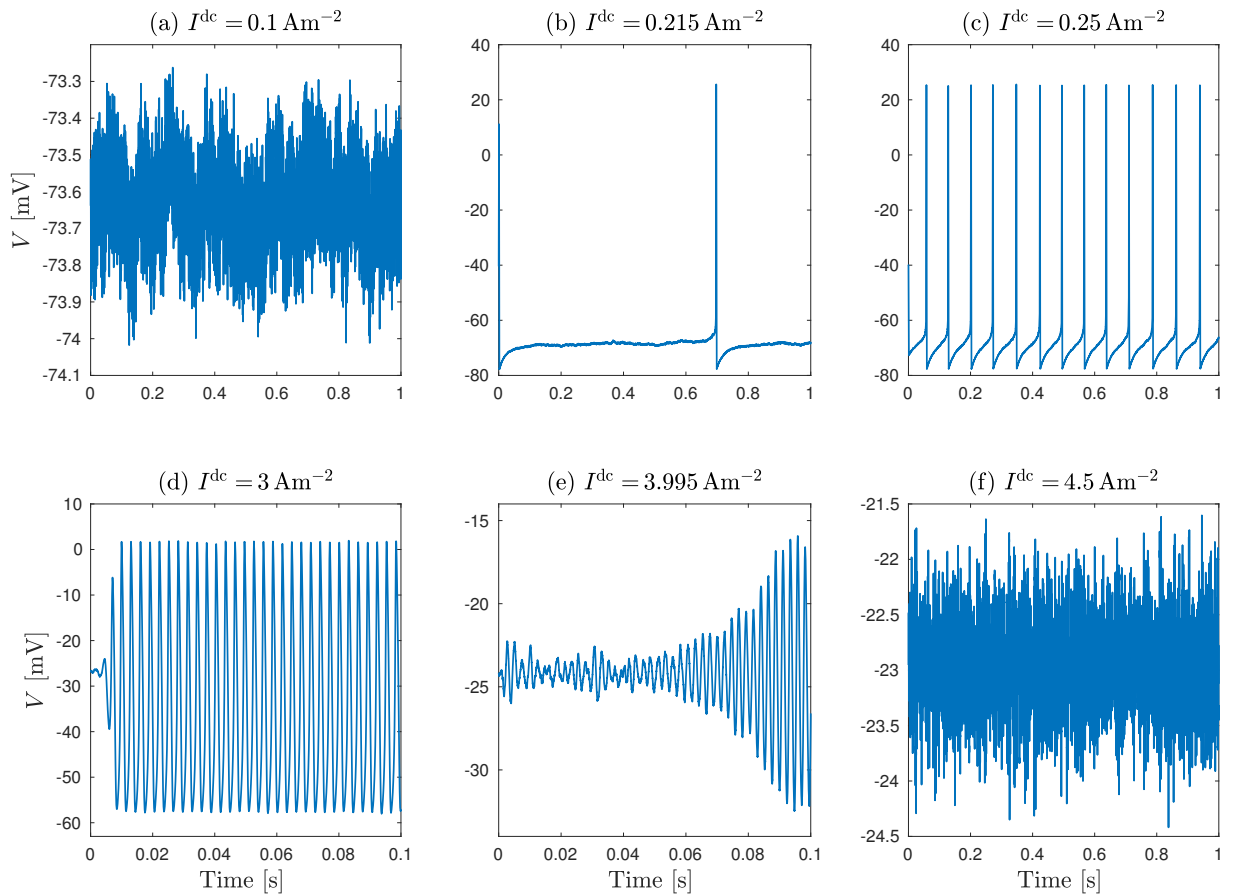 (a) I^dc = 0.1 Am^−2
(b) I^dc = 0.215 Am^−2
(c) I^dc = 0.25 Am^−2
V [mV]
-73.3
-73.4
-73.5
-73.6
-73.7
-73.8
-73.9
-74
-74.1
0 0.2 0.4 0.6 0.8 1
40
20
0
-20
-40
-60
-80
0 0.2 0.4 0.6 0.8 1
40
20
0
-20
-40
-60
-80
0 0.2 0.4 0.6 0.8 1
(d) I^dc = 3 Am^−2
(e) I^dc = 3.995 Am^−2
(f) I^dc = 4.5 Am^−2
V [mV]
10
0
-10
-20
-30
-40
-50
-60
0 0.02 0.04 0.06 0.08 0.1
Time [s]
-15
-20
-25
-30
0 0.02 0.04 0.06 0.08 0.1
Time [s]
-21.5
-22
-22.5
-23
-23.5
-24
-24.5
0 0.2 0.4 0.6 0.8 1
Time [s]